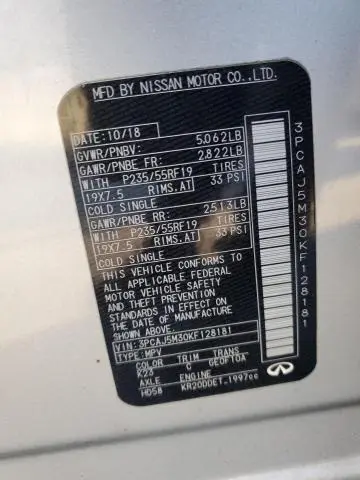 MFD BY NISSAN MOTOR CO.,LTD.
DATE: 10/18
GVWR/PNBV: 5,062LB
GAWR/PNBE FR: 2,822LB
WITH P235/55RF19 TIRES
19X7.5 RIMS.AT 33 PSI
COLD SINGLE
GAWR/PNBE RR: 2513LB
WITH P235/55RF19 TIRES
19X7.5 RIMS.AT 33 PSI
COLD SINGLE
THIS VEHICLE CONFORMS TO
ALL APPLICABLE FEDERAL
MOTOR VEHICLE SAFETY
AND THEFT PREVENTION
STANDARDS IN EFFECT ON THE
DATE OF MANUFACTURE
SHOWN ABOVE.
VIN: 3PCAJ5M30KF128181
TYPE: MPV
COLOR TRIM TRANS
K23 C GE0F10A
AXLE ENGINE
HD58 KR20DDET 1997cc
INFINITI
3PCAJ5M30KF128181